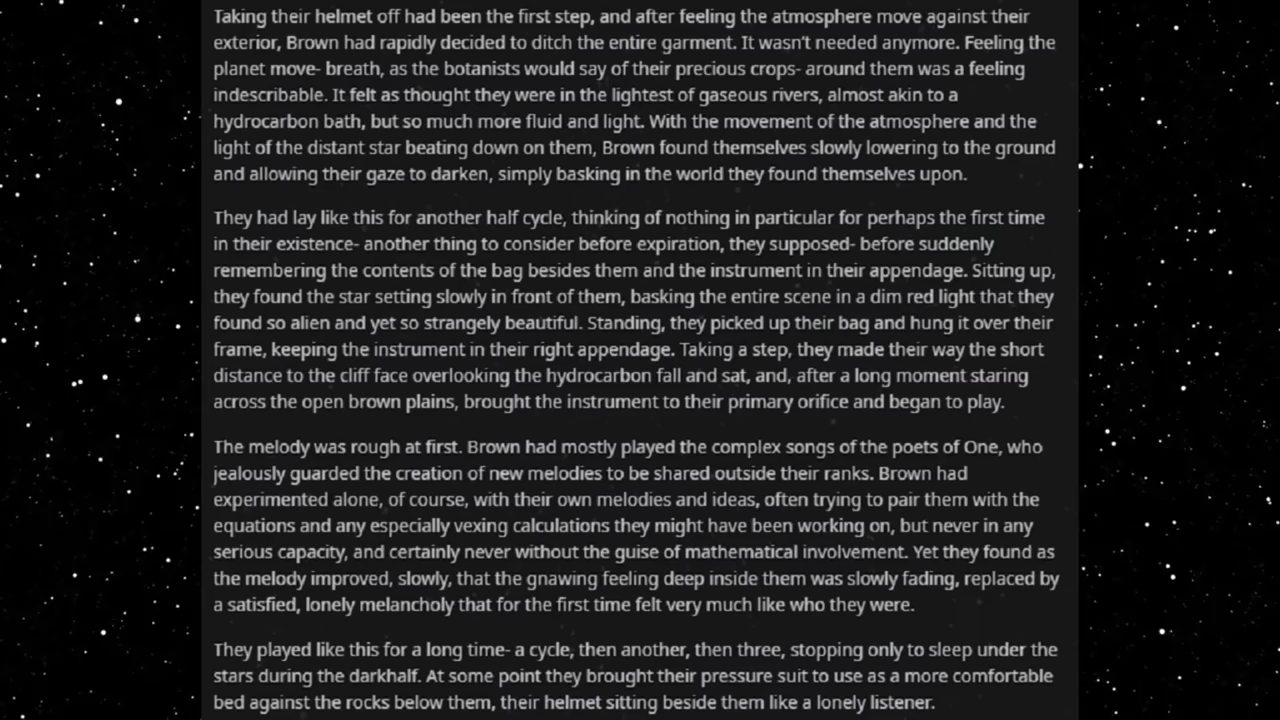 Taking their helmet off had been the first step, and after feeling the atmosphere move against their
exterior, Brown had rapidly decided to ditch the entire garment. It wasn't needed anymore. Feeling the
planet move- breath, as the botanists would say of their precious crops- around them was a feeling
indescribable. It felt as thought they were in the lightest of gaseous rivers, almost akin to a
hydrocarbon bath, but so much more fluid and light. With the movement of the atmosphere and the
light of the distant star beating down on them, Brown found themselves slowly lowering to the ground
and allowing their gaze to darken, simply basking in the world they found themselves upon.
They had lay like this for another half cycle, thinking of nothing in particular for perhaps the first time
in their existence- another thing to consider before expiration, they supposed- before suddenly
remembering the contents of the bag besides them and the instrument in their appendage. Sitting up,
they found the star setting slowly in front of them, basking the entire scene in a dim red light that they
found so alien and yet so strangely beautiful. Standing, they picked up their bag and hung it over their
frame, keeping the instrument in their right appendage. Taking a step, they made their way the short
distance to the cliff face overlooking the hydrocarbon fall and sat, and, after a long moment staring
across the open brown plains, brought the instrument to their primary orifice and began to play.
The melody was rough at first. Brown had mostly played the complex songs of the poets of One, who
jealously guarded the creation of new melodies to be shared outside their ranks. Brown had
experimented alone, of course, with their own melodies and ideas, often trying to pair them with the
equations and any especially vexing calculations they might have been working on, but never in any
serious capacity, and certainly never without the guise of mathematical involvement. Yet they found as
the melody improved, slowly, that the gnawing feeling deep inside them was slowly fading, replaced by
a satisfied, lonely melancholy that for the first time felt very much like who they were.
They played like this for a long time- a cycle, then another, then three, stopping only to sleep under the
stars during the darkhalf. At some point they brought their pressure suit to use as a more comfortable
bed against the rocks below them, their helmet sitting beside them like a lonely listener.